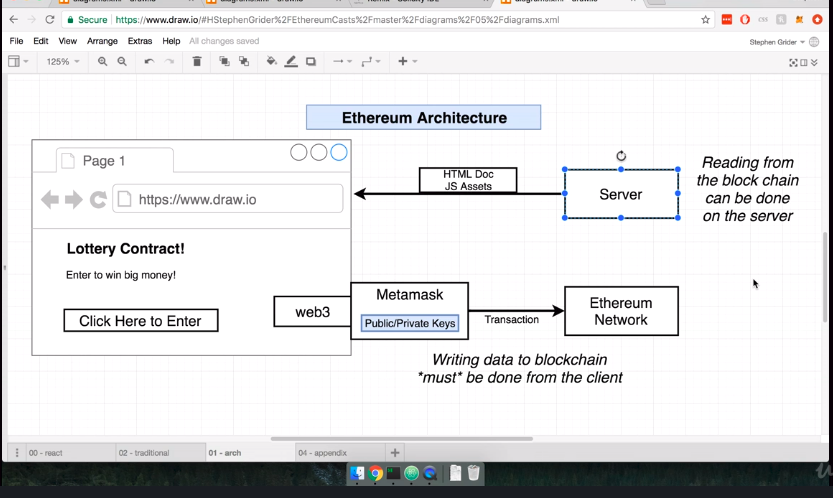 Secure https://www.draw.io/#HStephenGrider%2FEthereumCasts%2Fmaster%2Fdiagrams%2F05%2Fdiagrams.xml
File Edit View Arrange Extras Help All changes saved
Stephen Grider
125%
Ethereum Architecture
Page 1
https://www.draw.io
Lottery Contract!
Enter to win big money!
Click Here to Enter
web3
HTML Doc
JS Assets
Server
Reading from
the block chain
can be done
on the server
Metamask
Public/Private Keys
Transaction
Ethereum
Network
Writing data to blockchain
*must* be done from the client
00 - react
02 - traditional
01 - arch
04 - appendix